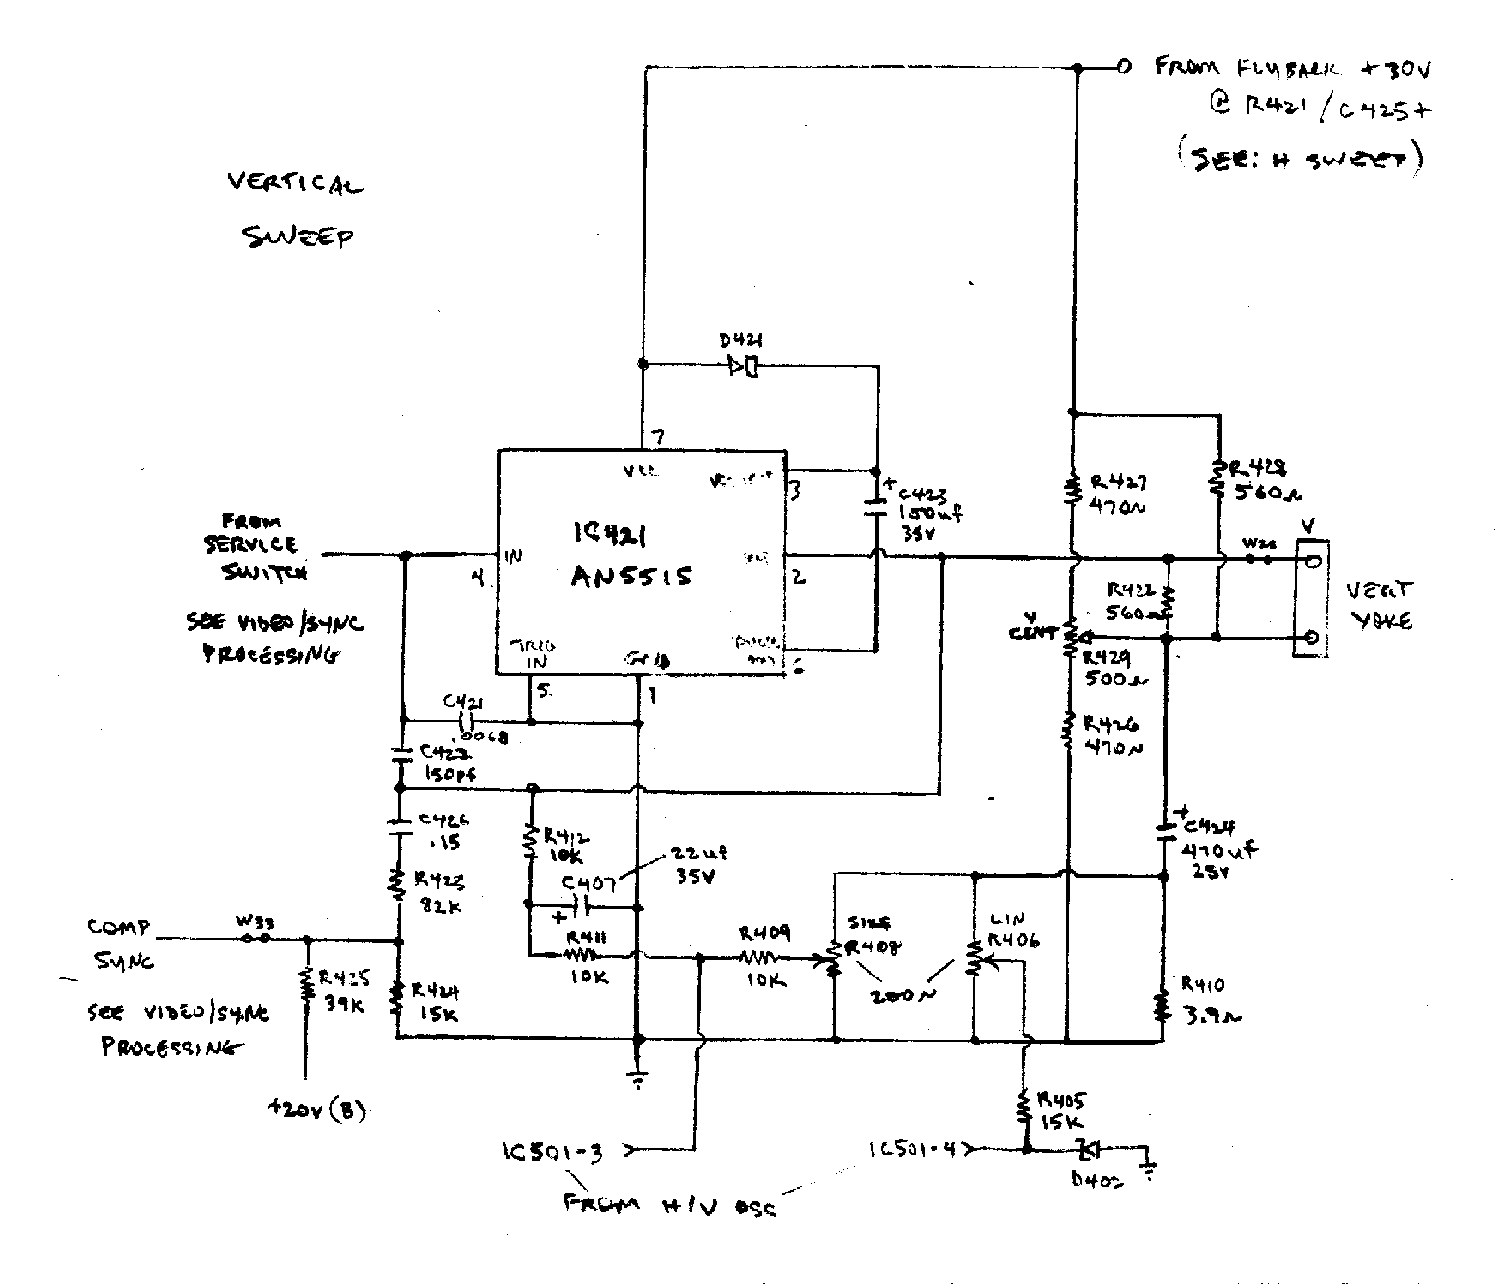 FROM FLYBACK +30V
@ R421 / C425+
(SEE: H SWEEP)
VERTICAL
SWEEP
D421
7
VCC
3
IC421
AN5515
IN
4
2
TRIG
IN
GND
5
1
6
+
C423
150uf
35V
R427
470Ω
R428
560Ω
V
VERT
YOKE
R422
560Ω
V
CENT
R429
500Ω
R426
470Ω
FROM
SERVICE
SWITCH
SEE VIDEO/SYNC
PROCESSING
C421
.0068
C422
150pf
C426
.15
R423
82K
R412
10K
22uf
35V
C407
+
R411
10K
R409
10K
SIZE
R408
200Ω
LIN
R406
+
C424
470uf
25V
R410
3.9Ω
COMP
SYNC
W33
SEE VIDEO/SYNC
PROCESSING
R425
39K
R424
15K
+20V(B)
R405
15K
IC501-3
IC501-4
D402
FROM H/V OSC